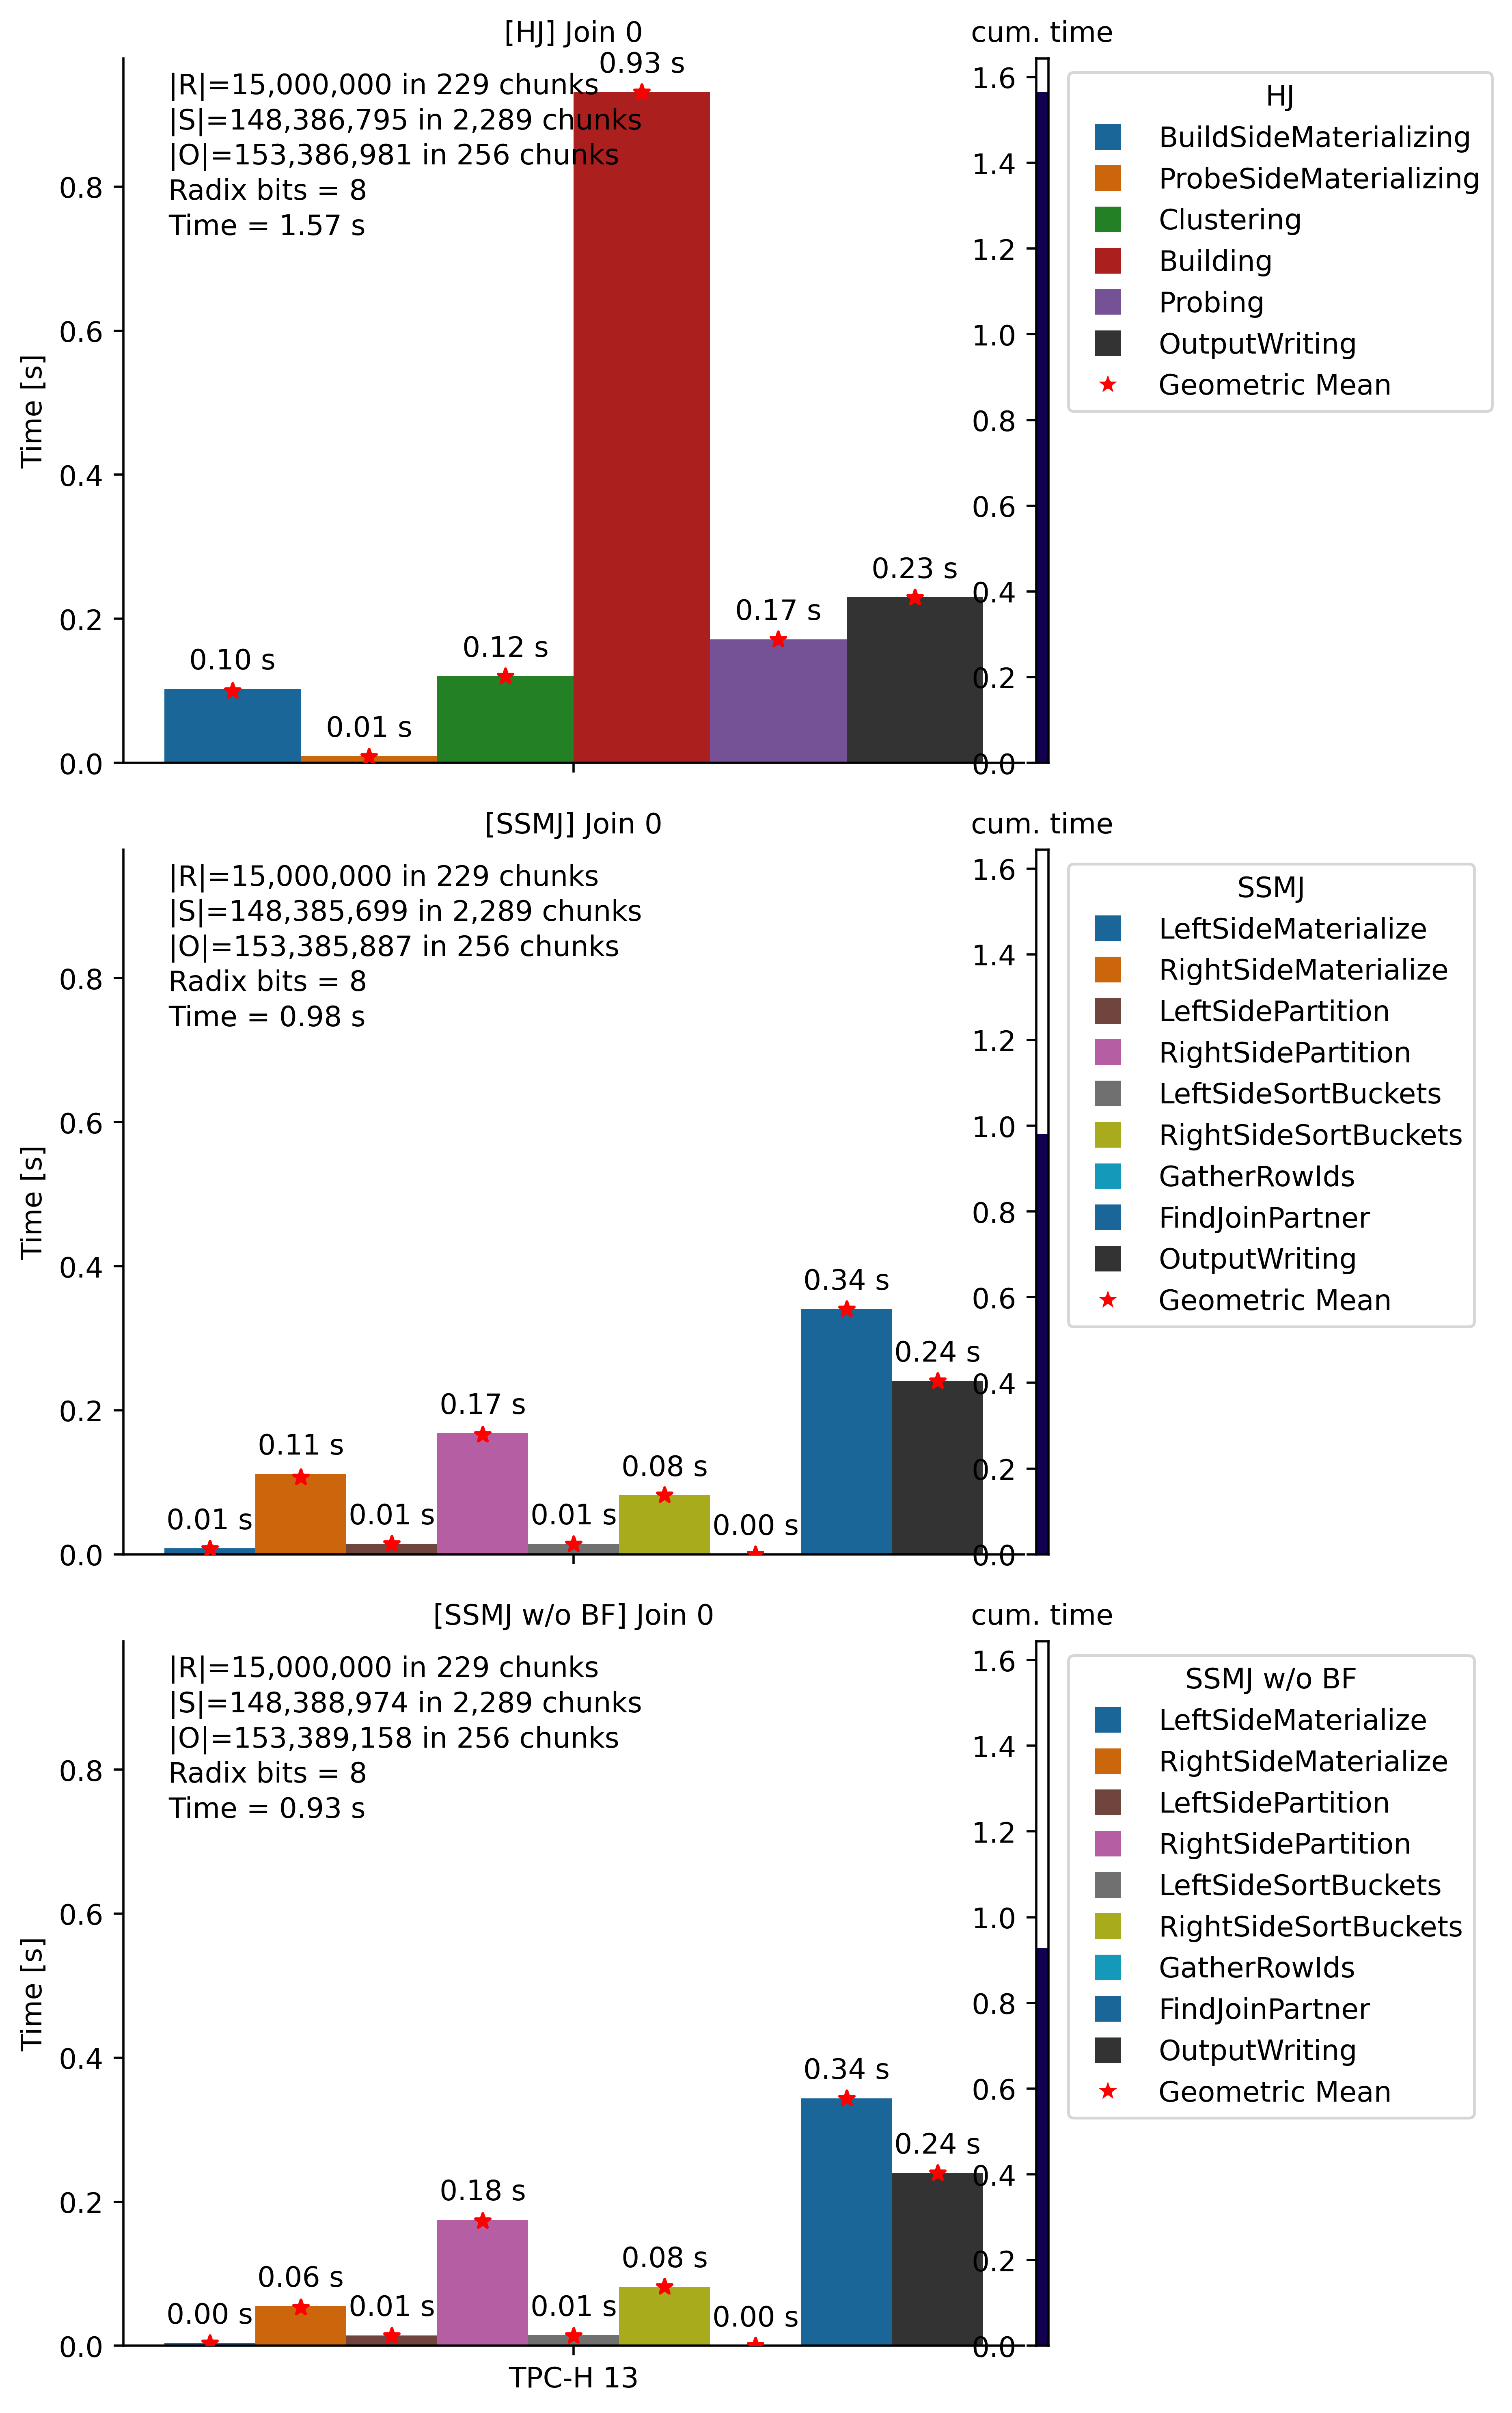 [HJ] Join 0
cum. time
|R|=15,000,000 in 229 chunks
|S|=148,386,795 in 2,289 chunks
|O|=153,386,981 in 256 chunks
Radix bits = 8
Time = 1.57 s
0.93 s
0.10 s
0.01 s
0.12 s
0.17 s
0.23 s
Time [s]
0.8
0.6
0.4
0.2
0.0
1.6
1.4
1.2
1.0
0.8
0.6
0.4
0.2
0.0
HJ
BuildSideMaterializing
ProbeSideMaterializing
Clustering
Building
Probing
OutputWriting
Geometric Mean
[SSMJ] Join 0
cum. time
|R|=15,000,000 in 229 chunks
|S|=148,385,699 in 2,289 chunks
|O|=153,385,887 in 256 chunks
Radix bits = 8
Time = 0.98 s
0.01 s
0.11 s
0.01 s
0.17 s
0.01 s
0.08 s
0.00 s
0.34 s
0.24 s
Time [s]
0.8
0.6
0.4
0.2
0.0
1.6
1.4
1.2
1.0
0.8
0.6
0.4
0.2
0.0
SSMJ
LeftSideMaterialize
RightSideMaterialize
LeftSidePartition
RightSidePartition
LeftSideSortBuckets
RightSideSortBuckets
GatherRowIds
FindJoinPartner
OutputWriting
Geometric Mean
[SSMJ w/o BF] Join 0
cum. time
|R|=15,000,000 in 229 chunks
|S|=148,388,974 in 2,289 chunks
|O|=153,389,158 in 256 chunks
Radix bits = 8
Time = 0.93 s
0.00 s
0.06 s
0.01 s
0.18 s
0.01 s
0.08 s
0.00 s
0.34 s
0.24 s
Time [s]
0.8
0.6
0.4
0.2
0.0
1.6
1.4
1.2
1.0
0.8
0.6
0.4
0.2
0.0
SSMJ w/o BF
LeftSideMaterialize
RightSideMaterialize
LeftSidePartition
RightSidePartition
LeftSideSortBuckets
RightSideSortBuckets
GatherRowIds
FindJoinPartner
OutputWriting
Geometric Mean
TPC-H 13